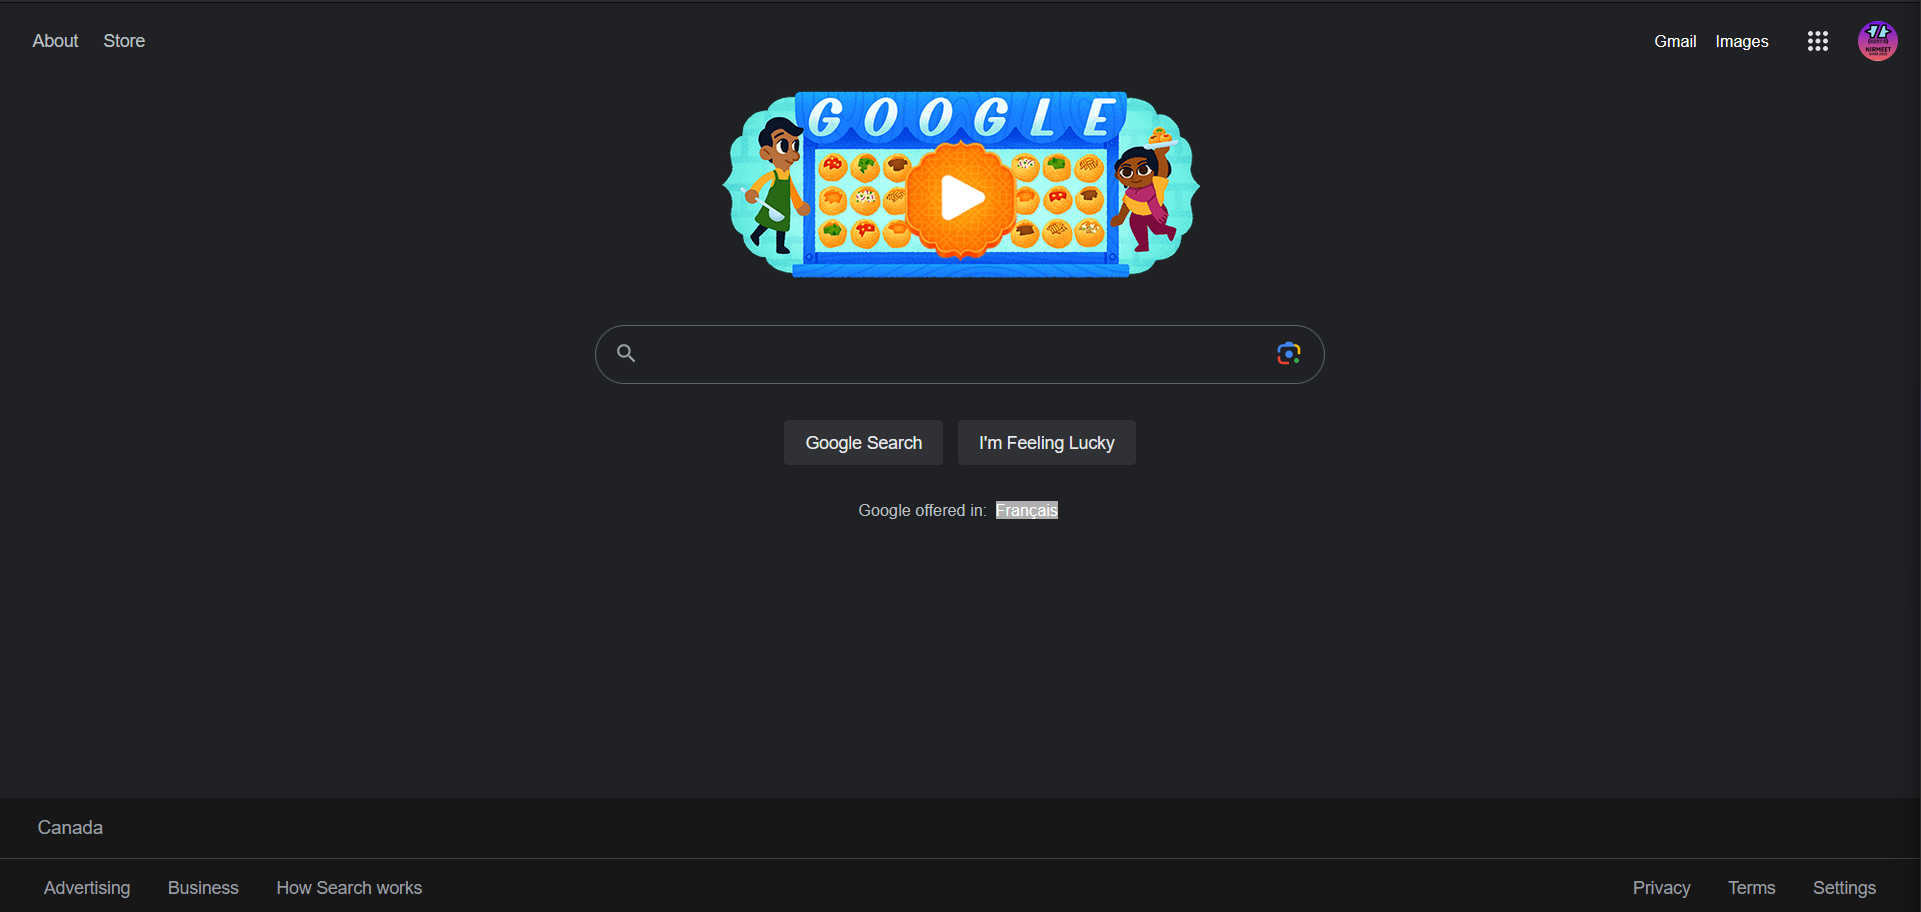 About Store
Gmail Images
NIRMEET
GOOGLE
Google Search I'm Feeling Lucky
Google offered in: Français
Canada
Advertising Business How Search works
Privacy Terms Settings